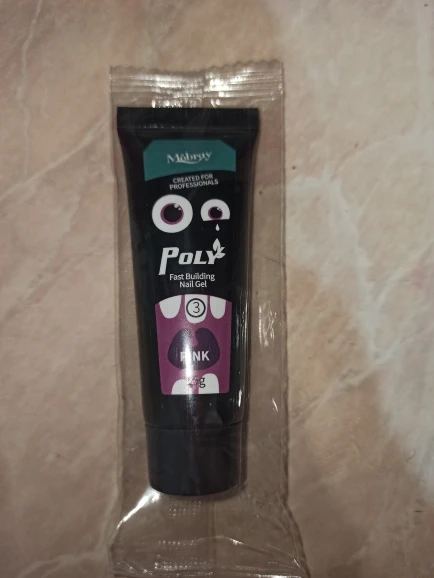 Mobray
CREATED FOR
PROFESSIONALS
POLY
Fast Building
Nail Gel
3
PINK